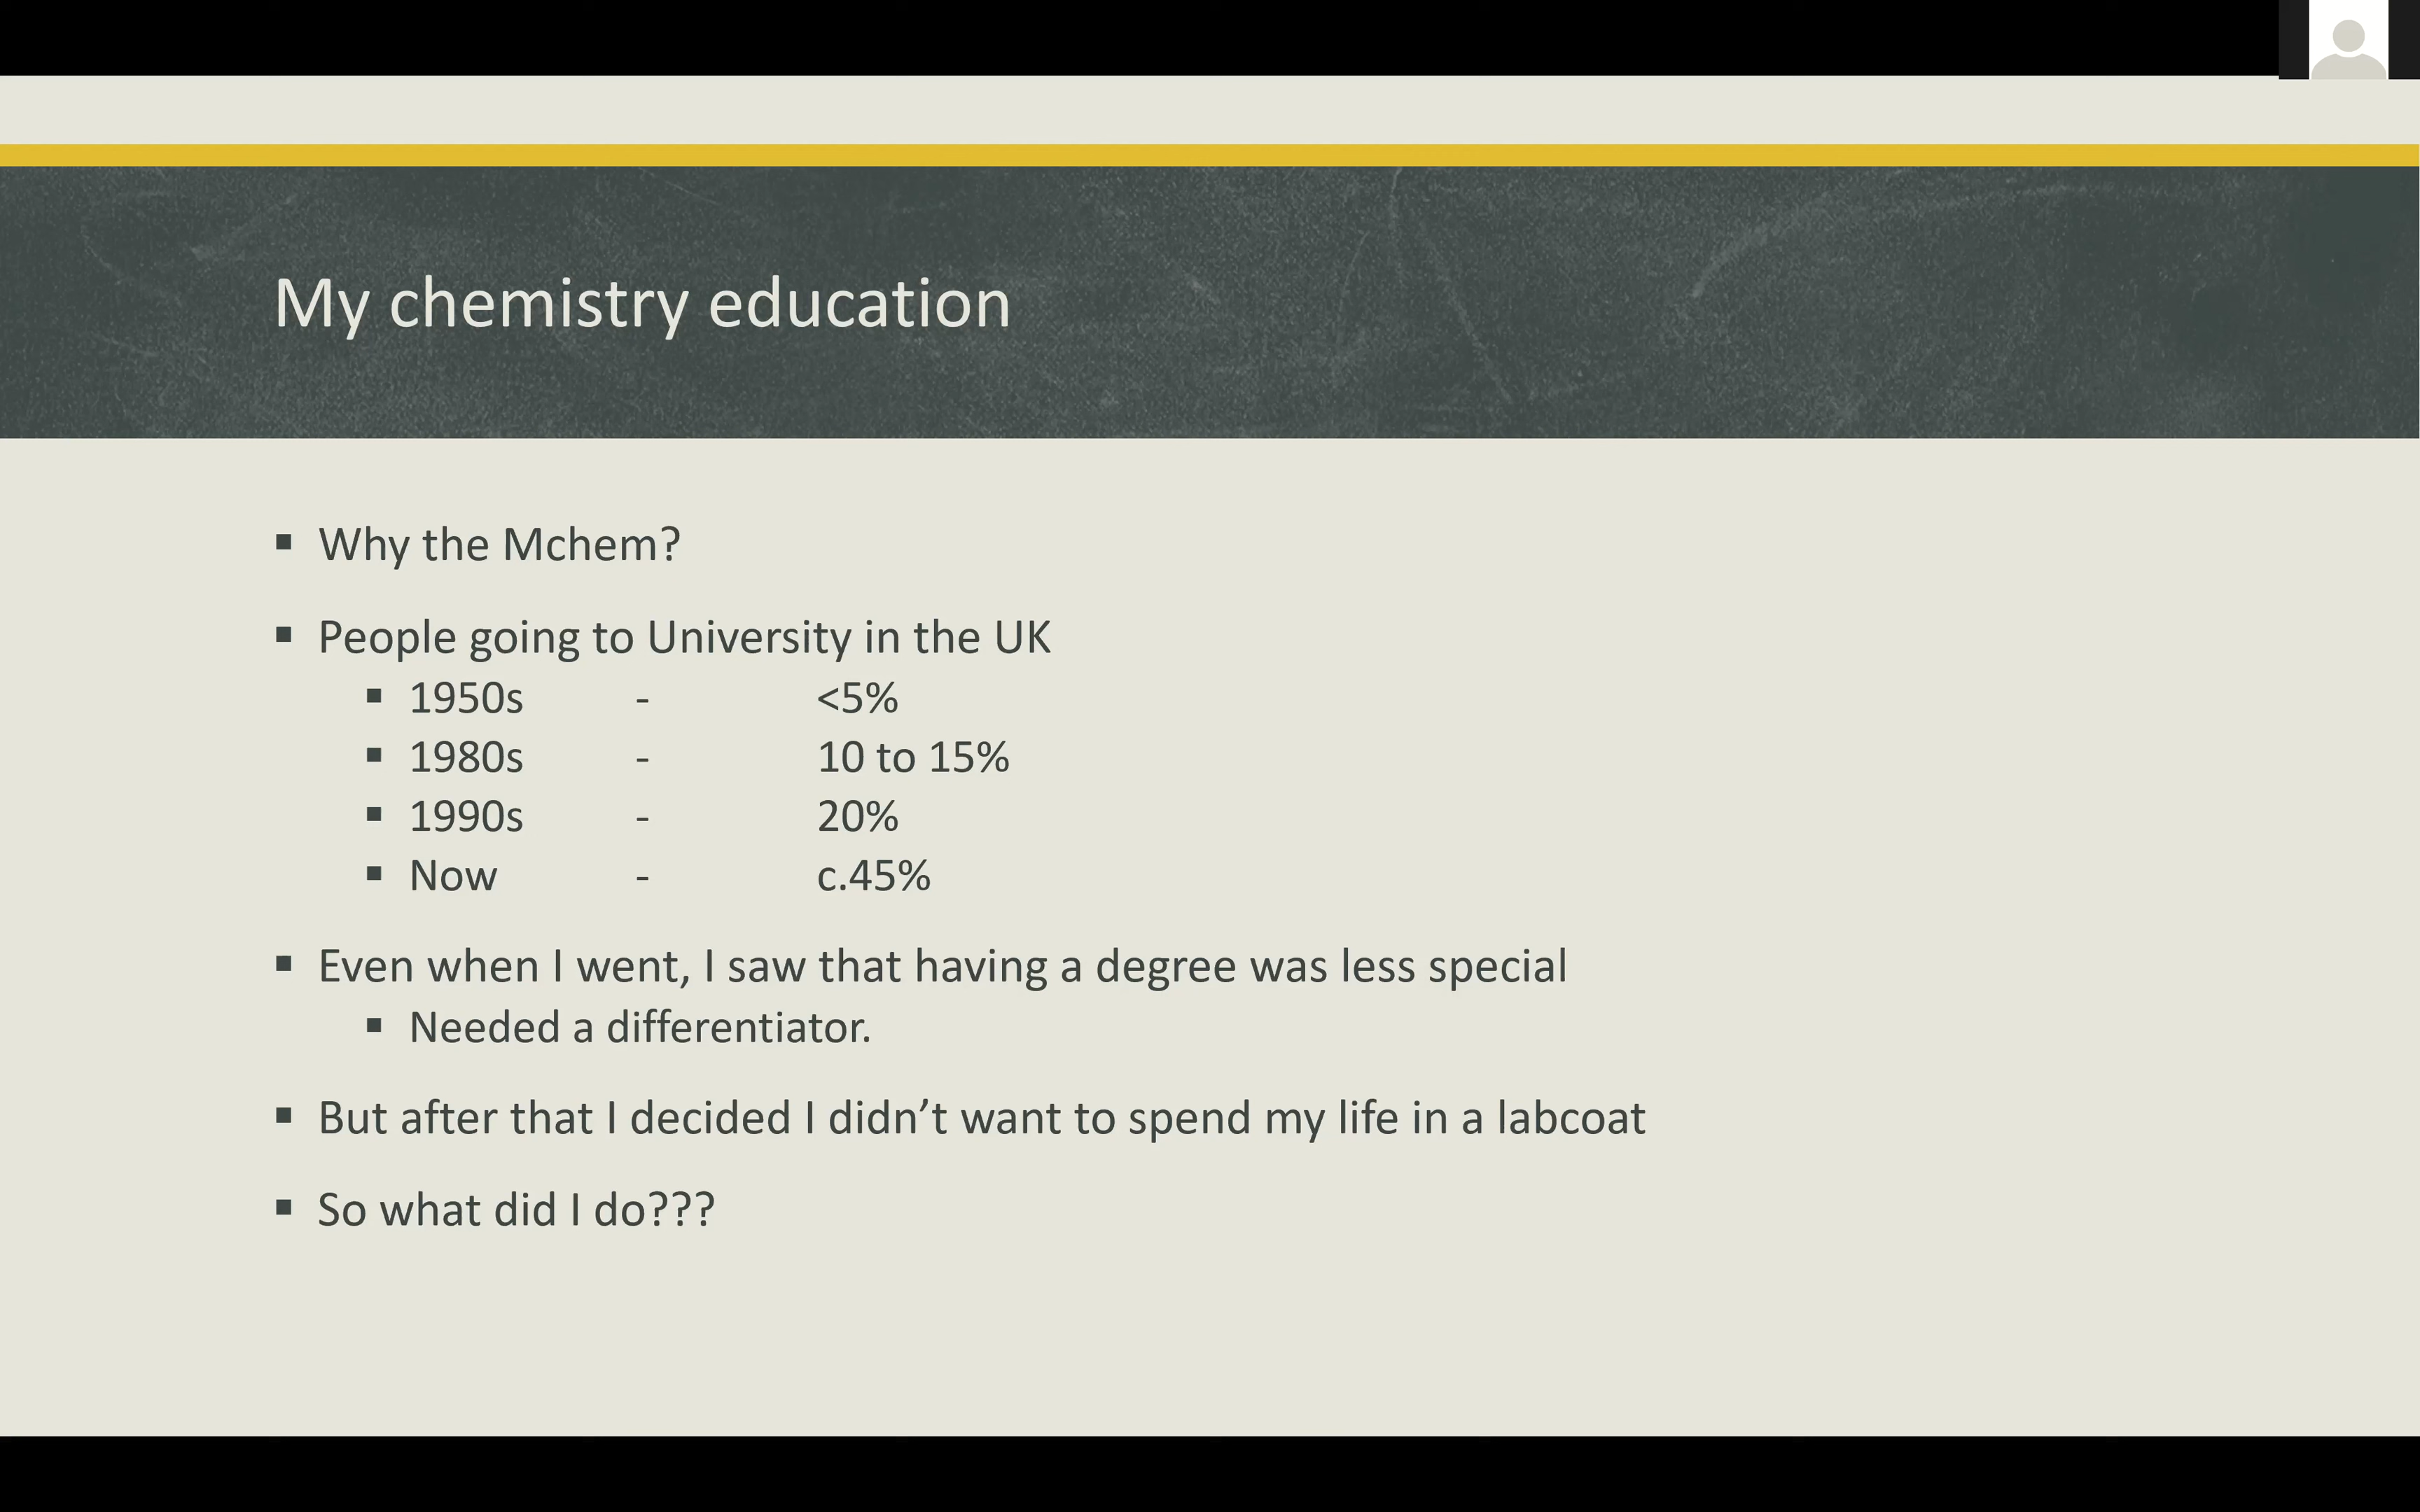 My chemistry education
▪ Why the Mchem?
▪ People going to University in the UK
▪ 1950s - <5%
▪ 1980s - 10 to 15%
▪ 1990s - 20%
▪ Now - c.45%
▪ Even when I went, I saw that having a degree was less special
▪ Needed a differentiator.
▪ But after that I decided I didn’t want to spend my life in a labcoat
▪ So what did I do???